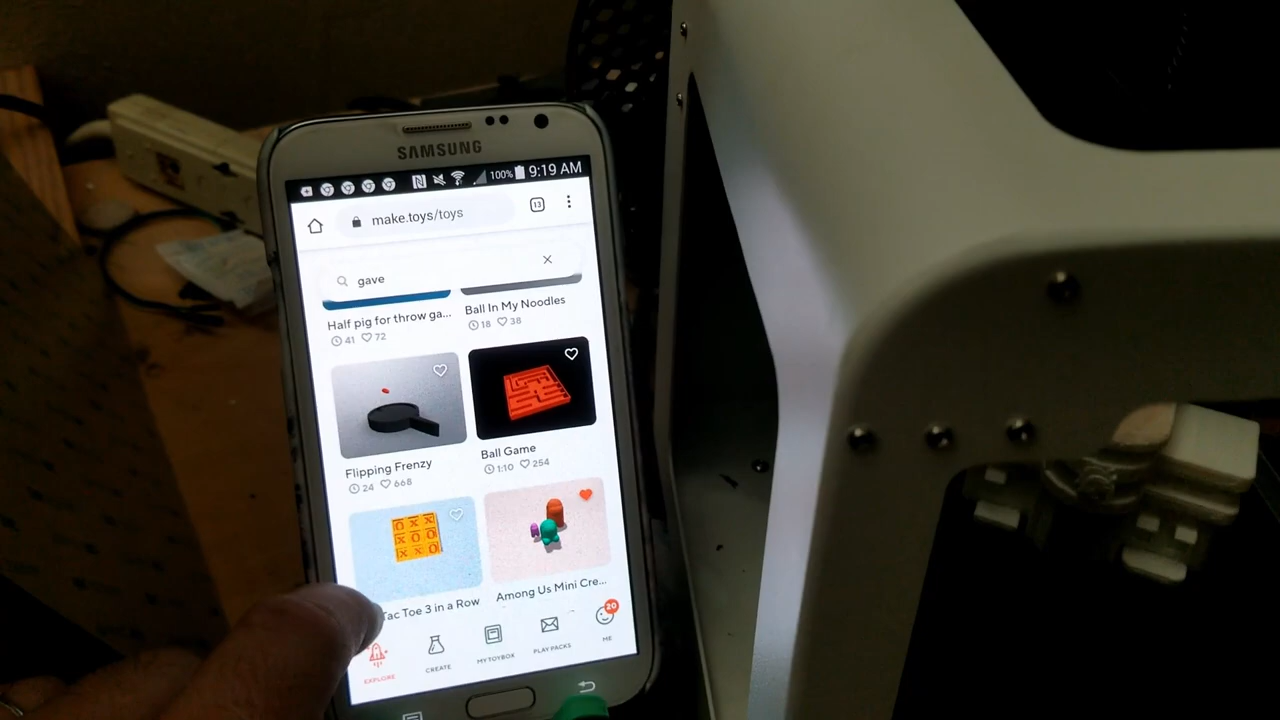 SAMSUNG
100% 9:19 AM
make.toys/toys
13
gave
Half pig for throw ga...
41 72
Ball In My Noodles
18 38
Flipping Frenzy
24 668
Ball Game
1:10 254
O X X
X O O
X X O
Tac Toe 3 in a Row
Among Us Mini Cre...
20
EXPLORE
CREATE
MY TOYBOX
PLAY PACKS
ME